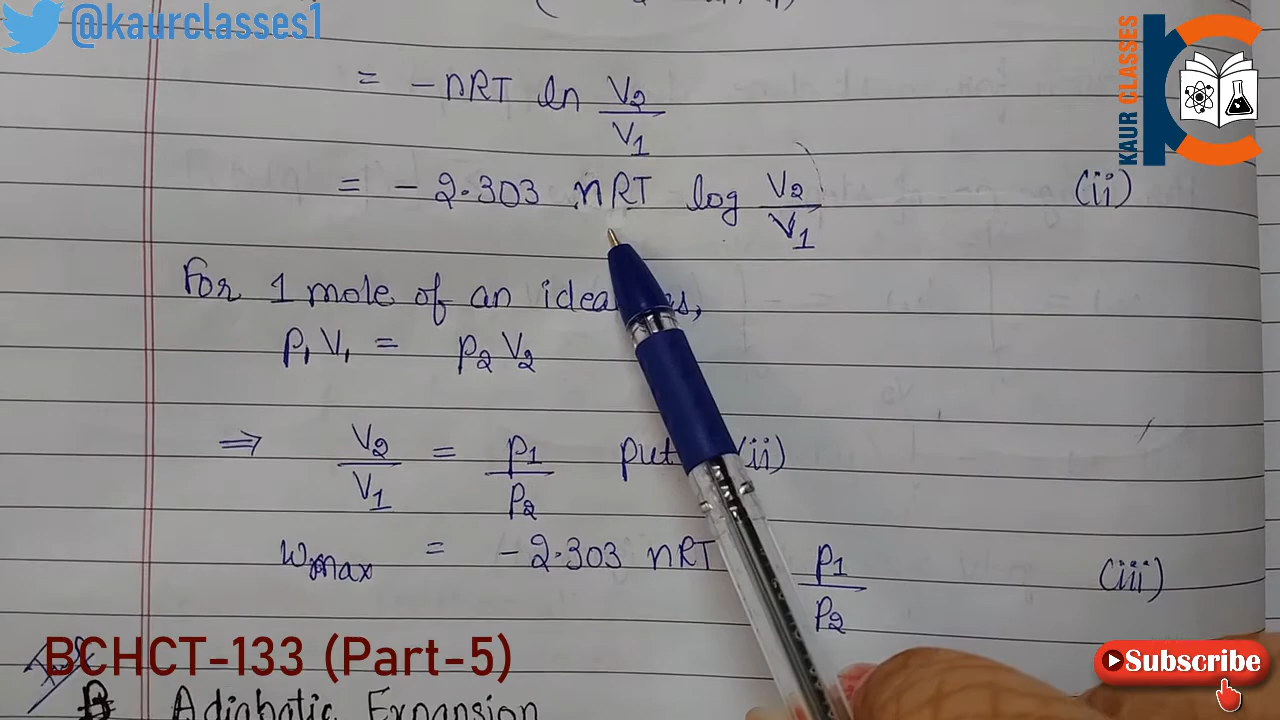 @kaurclasses1
KAUR CLASSES
= -nRT ln V2/V1
= -2.303 nRT log V2/V1 (ii)
For 1 mole of an
P1V1 = P2V2
⇒ V2/V1 = P1/P2 put (ii)
Wmax = -2.303 nRT P1/P2 (iii)
BCHCT-133 (Part-5)
Subscribe
Adiabatic Expansion